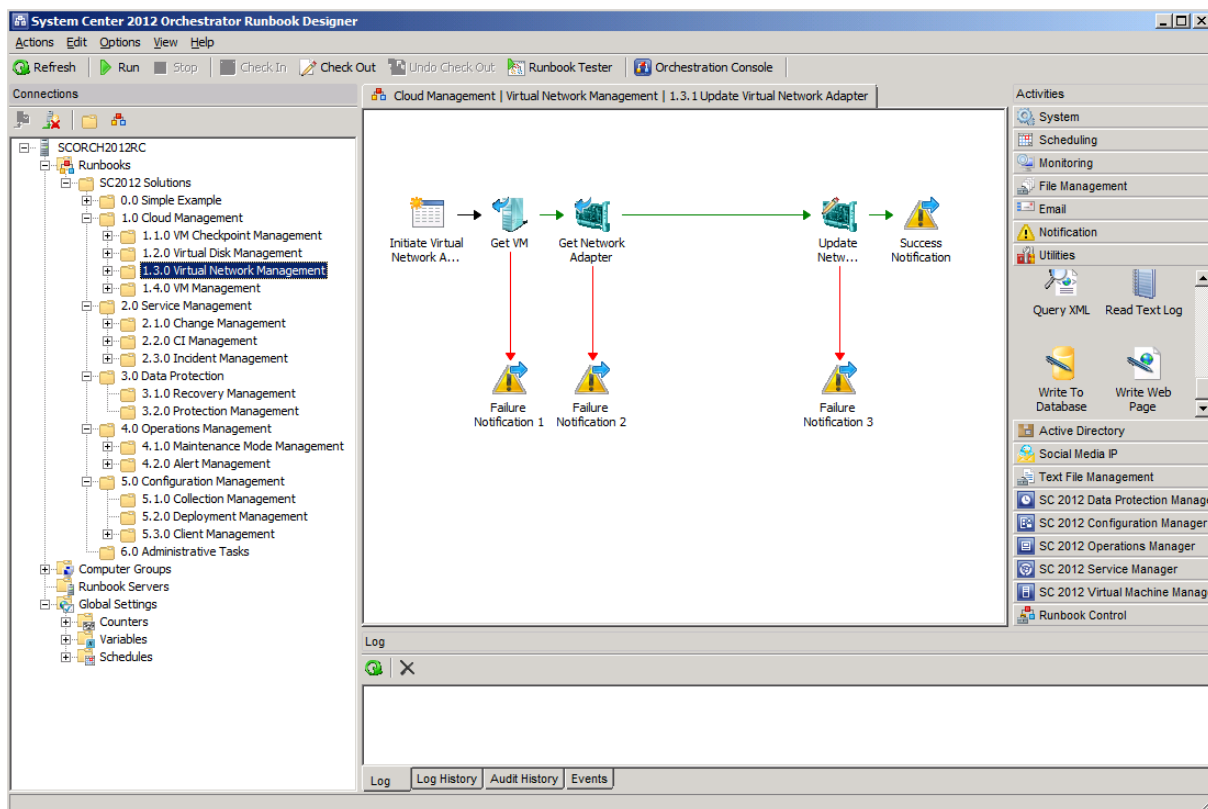 System Center 2012 Orchestrator Runbook Designer
Actions Edit Options View Help
Refresh Run Stop Check In Check Out Undo Check Out Runbook Tester Orchestration Console
Connections
SCORCH2012RC
Runbooks
SC2012 Solutions
0.0 Simple Example
1.0 Cloud Management
1.1.0 VM Checkpoint Management
1.2.0 Virtual Disk Management
1.3.0 Virtual Network Management
1.4.0 VM Management
2.0 Service Management
2.1.0 Change Management
2.2.0 CI Management
2.3.0 Incident Management
3.0 Data Protection
3.1.0 Recovery Management
3.2.0 Protection Management
4.0 Operations Management
4.1.0 Maintenance Mode Management
4.2.0 Alert Management
5.0 Configuration Management
5.1.0 Collection Management
5.2.0 Deployment Management
5.3.0 Client Management
6.0 Administrative Tasks
Computer Groups
Runbook Servers
Global Settings
Counters
Variables
Schedules
Cloud Management | Virtual Network Management | 1.3.1 Update Virtual Network Adapter
Initiate Virtual
Network A...
Get VM
Get Network
Adapter
Update
Netw...
Success
Notification
Failure
Notification 1
Failure
Notification 2
Failure
Notification 3
Log
Log Log History Audit History Events
Activities
System
Scheduling
Monitoring
File Management
Email
Notification
Utilities
Query XML Read Text Log
Write To
Database
Write Web
Page
Active Directory
Social Media IP
Text File Management
SC 2012 Data Protection Manage
SC 2012 Configuration Manager
SC 2012 Operations Manager
SC 2012 Service Manager
SC 2012 Virtual Machine Manag
Runbook Control